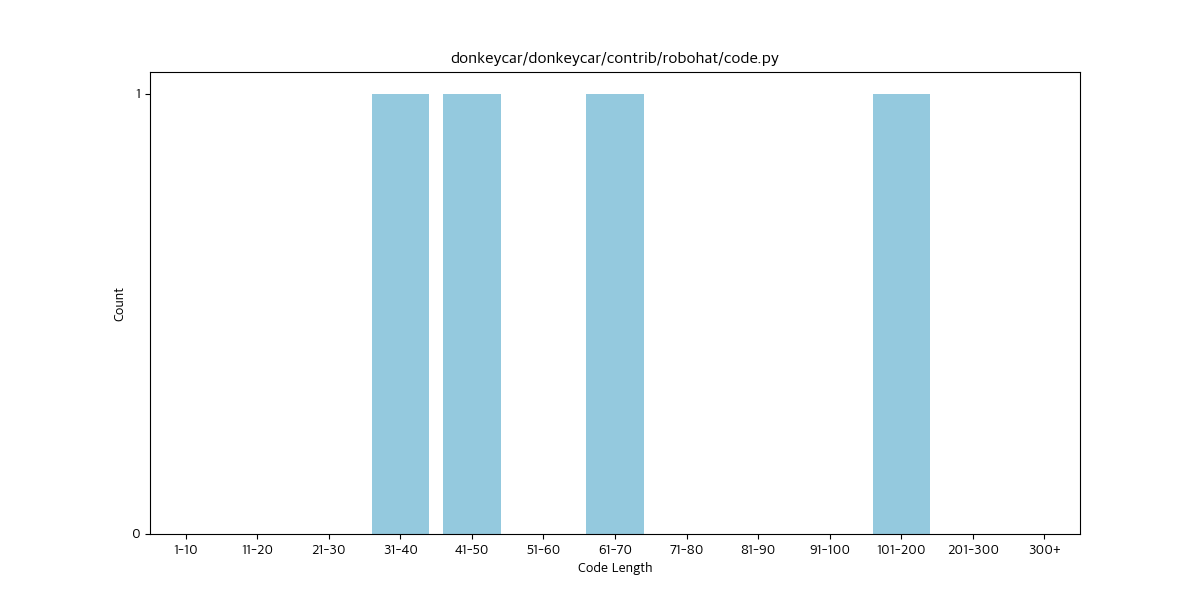 donkeycar/donkeycar/contrib/robohat/code.py
1
Count
0
1-10 11-20 21-30 31-40 41-50 51-60 61-70 71-80 81-90 91-100 101-200 201-300 300+
Code Length